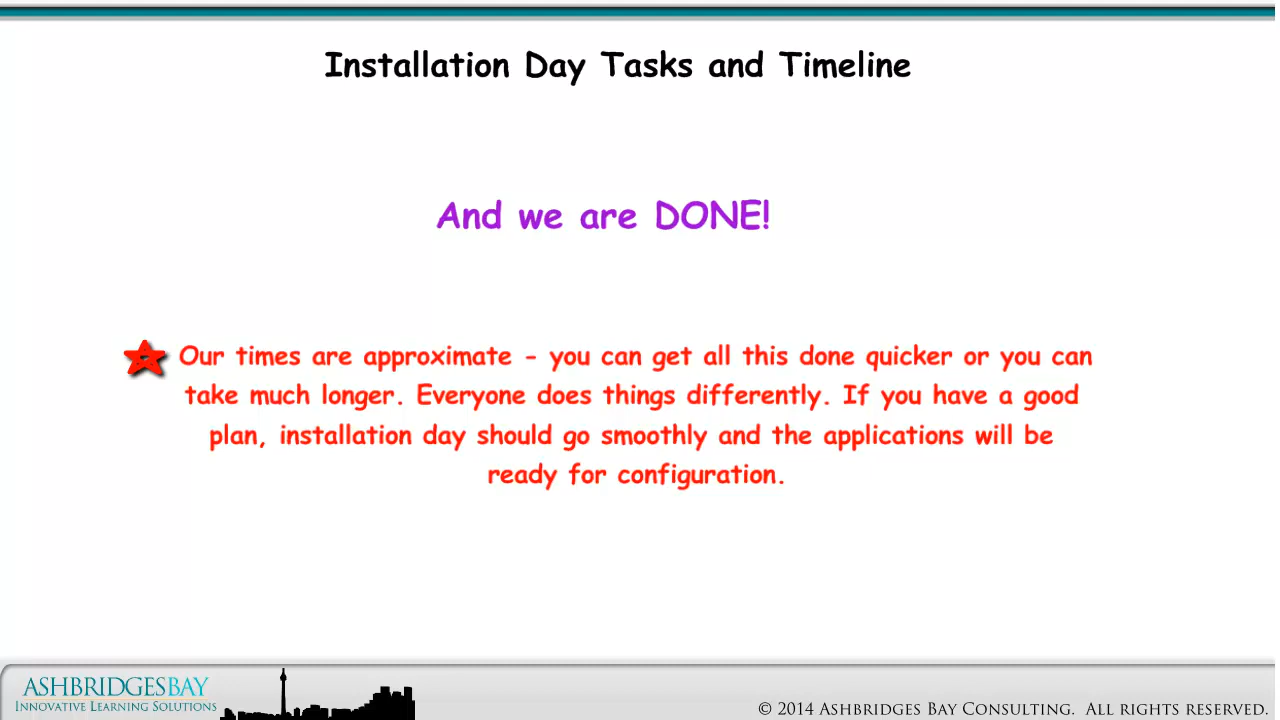 Installation Day Tasks and Timeline
And we are DONE!
Our times are approximate - you can get all this done quicker or you can
take much longer. Everyone does things differently. If you have a good
plan, installation day should go smoothly and the applications will be
ready for configuration.
ASHBRIDGESBAY
INNOVATIVE LEARNING SOLUTIONS
© 2014 ASHBRIDGES BAY CONSULTING. ALL RIGHTS RESERVED.